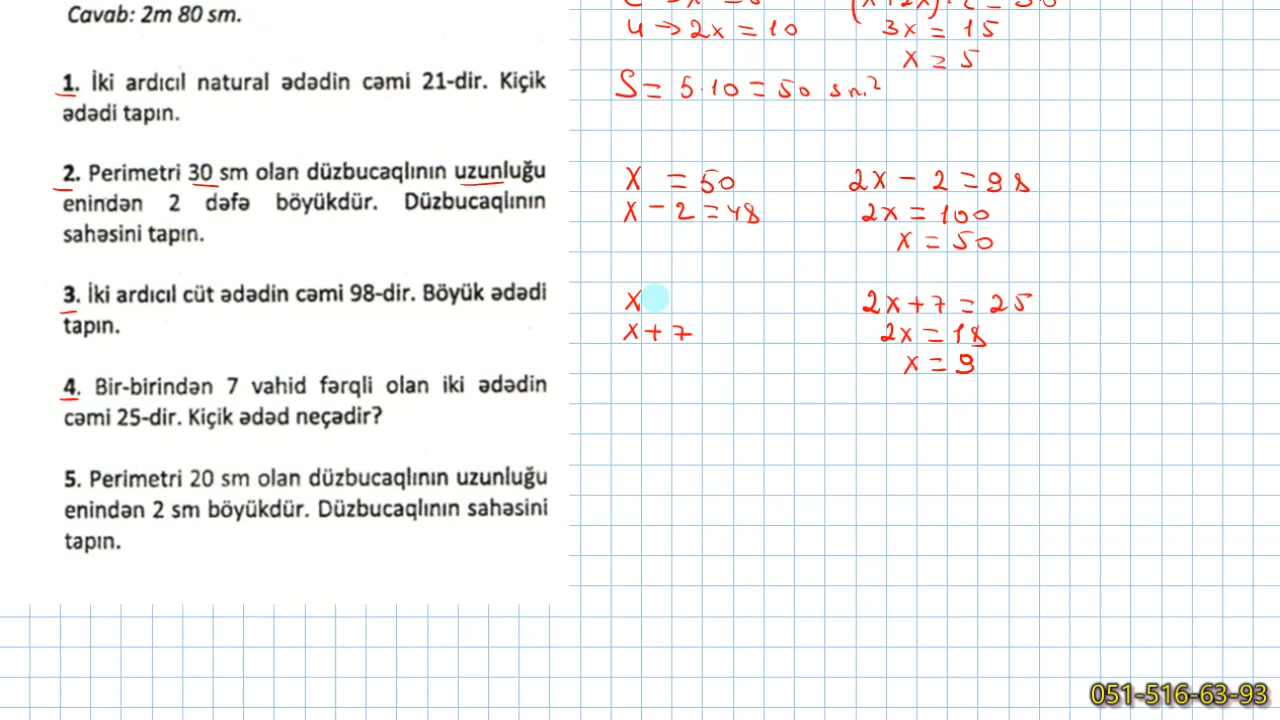 Cavab: 2m 80 sm.
1. İki ardıcıl natural ədədin cəmi 21-dir. Kiçik
ədədi tapın.
2. Perimetri 30 sm olan düzbucaqlının uzunluğu
enindən 2 dəfə böyükdür. Düzbucaqlının
sahəsini tapın.
3. İki ardıcıl cüt ədədin cəmi 98-dir. Böyük ədədi
tapın.
4. Bir-birindən 7 vahid fərqli olan iki ədədin
cəmi 25-dir. Kiçik ədəd neçədir?
5. Perimetri 20 sm olan düzbucaqlının uzunluğu
enindən 2 sm böyükdür. Düzbucaqlının sahəsini
tapın.
u → 2x = 10
3x = 15
x = 5
S = 5·10 = 50 sm.²
x = 50
x - 2 = 48
2x - 2 = 98
2x = 100
x = 50
x
x + 7
2x + 7 = 25
2x = 18
x = 9
051-516-63-93